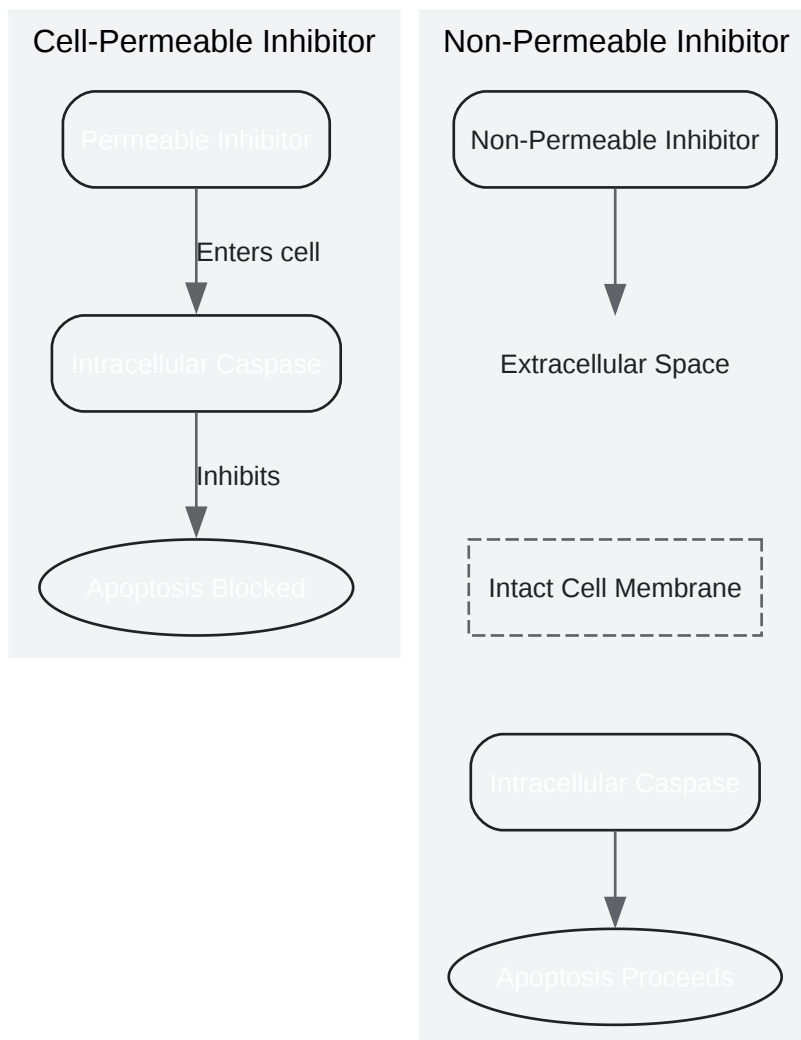 Cell-Permeable Inhibitor
Permeable Inhibitor
Enters cell
Intracellular Caspase
Inhibits
Apoptosis Blocked
Non-Permeable Inhibitor
Non-Permeable Inhibitor
Extracellular Space
Intact Cell Membrane
Intracellular Caspase
Apoptosis Proceeds